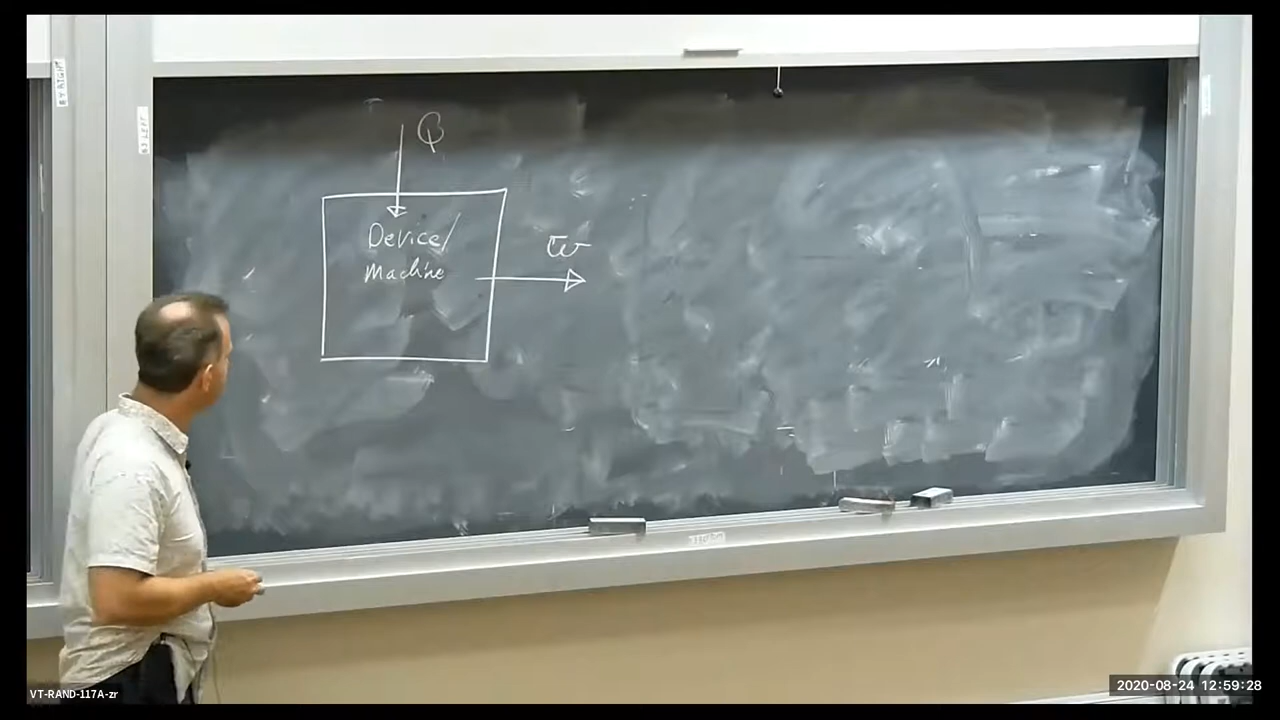 Q
Device/
Machine
W
VT-RAND-117A-zr
2020-08-24 12:59:28